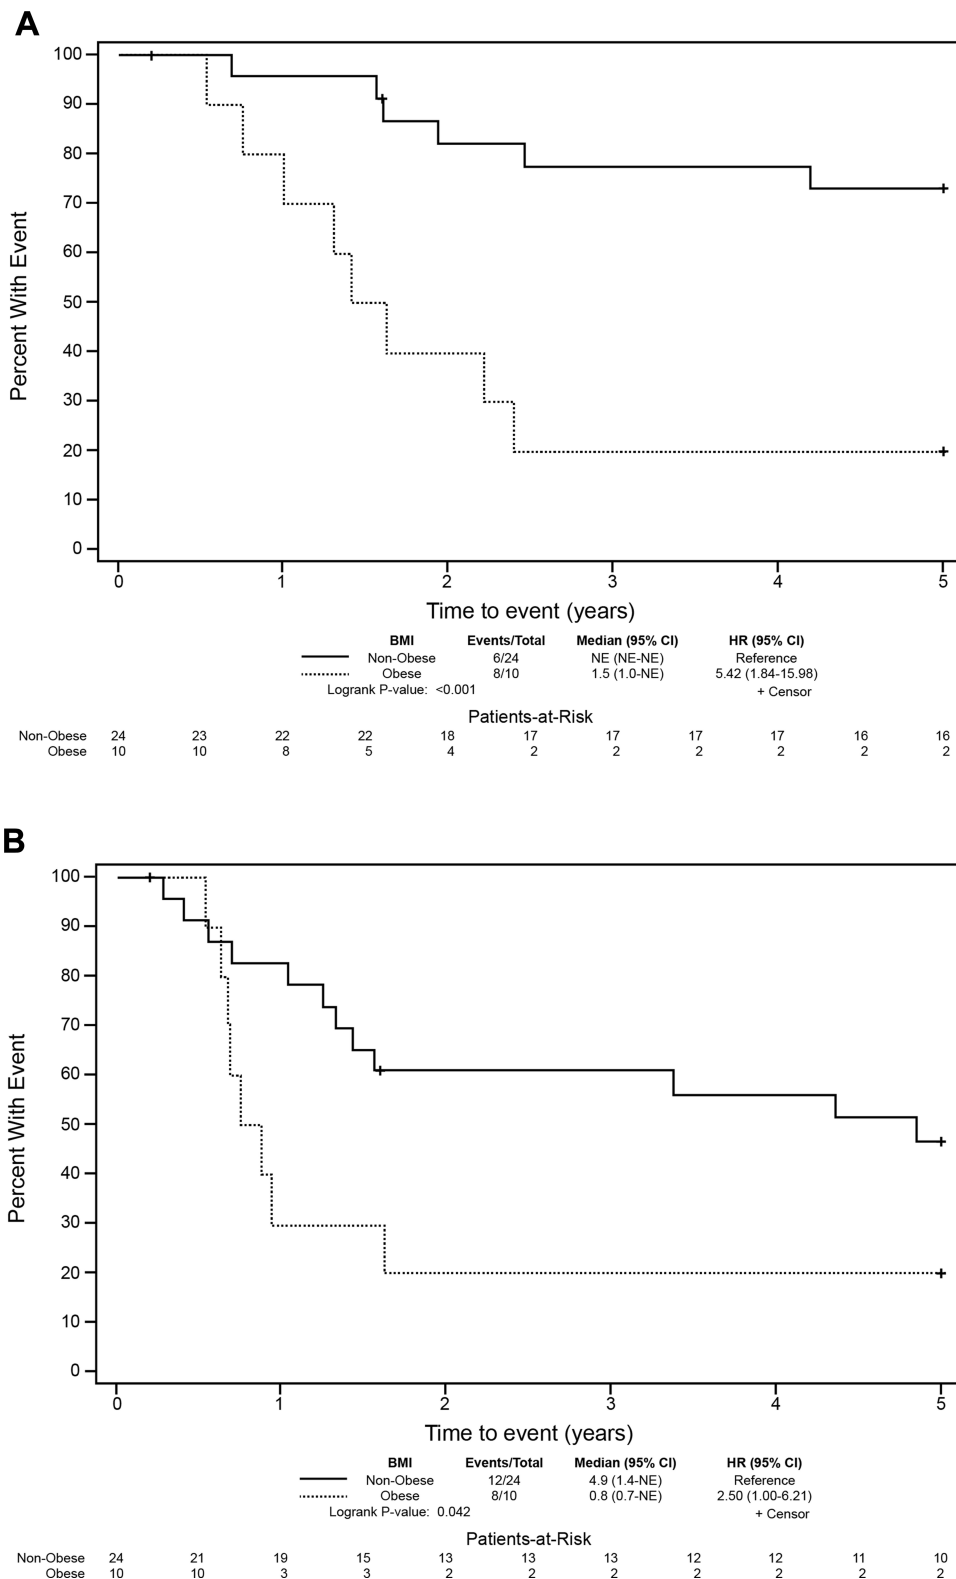 A
Percent With Event
100
90
80
70
60
50
40
30
20
10
0
0 1 2 3 4 5
Time to event (years)
BMI Events/Total Median (95% CI) HR (95% CI)
Non-Obese 6/24 NE (NE-NE) Reference
Obese 8/10 1.5 (1.0-NE) 5.42 (1.84-15.98)
Logrank P-value: <0.001 + Censor
Patients-at-Risk
Non-Obese 24 23 22 22 18 17 17 17 17 16 16
Obese 10 10 8 5 4 2 2 2 2 2 2
B
Percent With Event
100
90
80
70
60
50
40
30
20
10
0
0 1 2 3 4 5
Time to event (years)
BMI Events/Total Median (95% CI) HR (95% CI)
Non-Obese 12/24 4.9 (1.4-NE) Reference
Obese 8/10 0.8 (0.7-NE) 2.50 (1.00-6.21)
Logrank P-value: 0.042 + Censor
Patients-at-Risk
Non-Obese 24 21 19 15 13 13 13 12 12 11 10
Obese 10 10 3 3 2 2 2 2 2 2 2